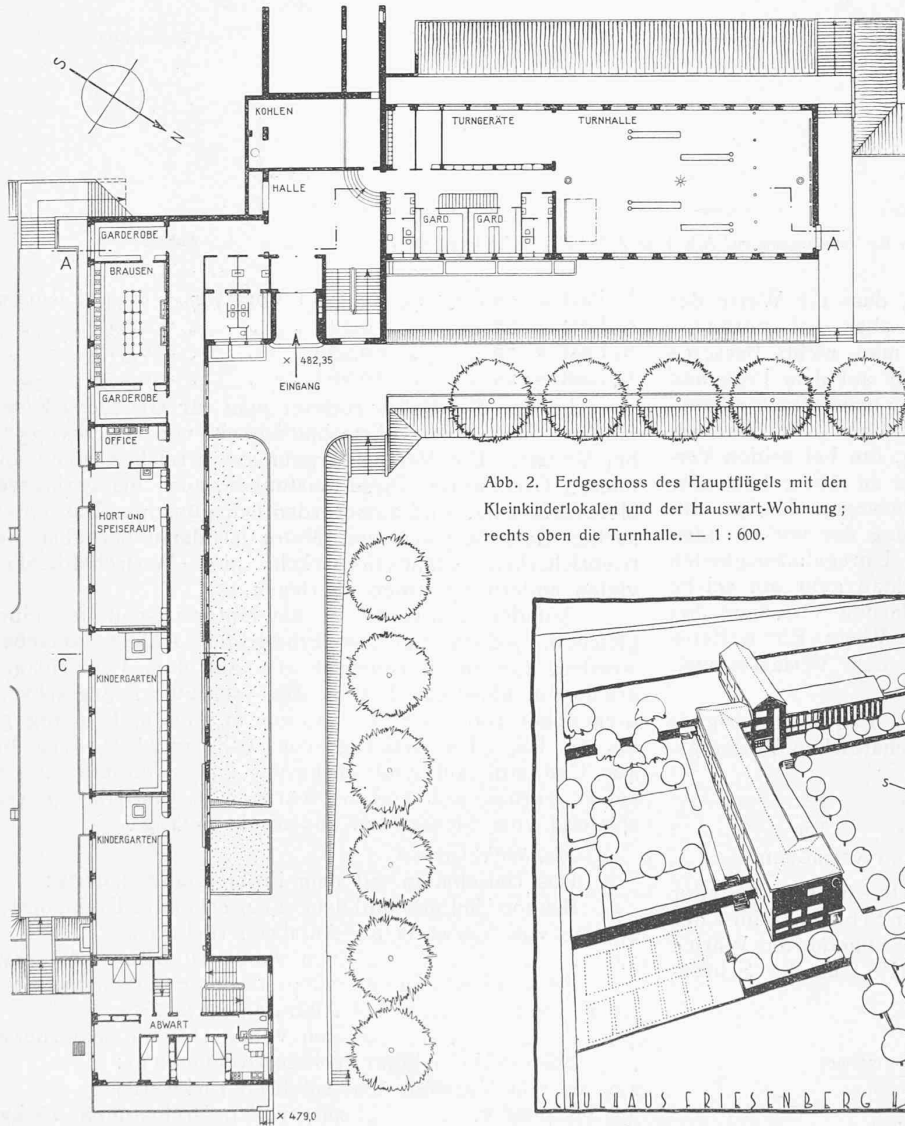 S
N
KOHLEN
TURNGERÄTE
TURNHALLE
HALLE
GARDEROBE
GARD
GARD
A
A
BRAUSEN
× 482,35
EINGANG
GARDEROBE
OFFICE
Abb. 2. Erdgeschoss des Hauptflügels mit den
Kleinkinderlokalen und der Hauswart-Wohnung;
rechts oben die Turnhalle. — 1 : 600.
HORT UND
SPEISERAUM
C
C
KINDERGARTEN
S
KINDERGARTEN
ABWART
SCHULHAUS FRIESENBERG
× 479,0